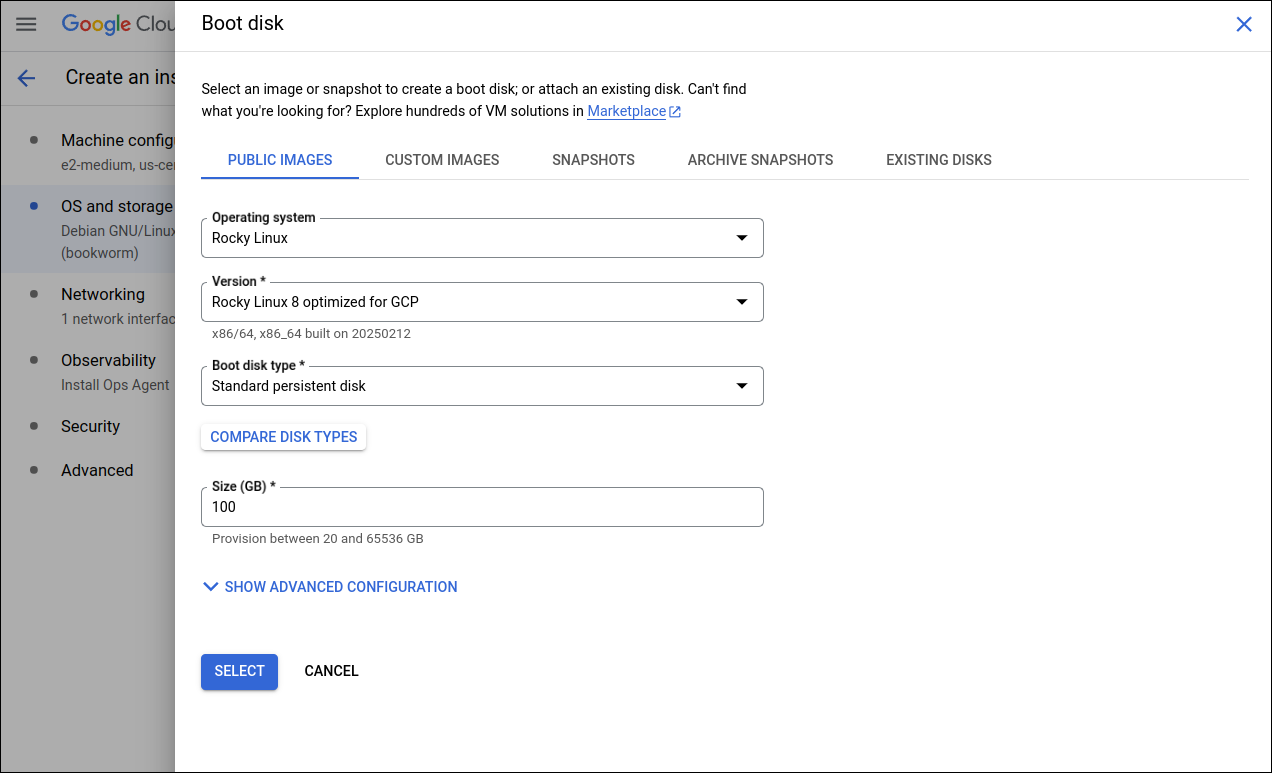 Google Clou
Boot disk
Create an ins
Machine config
e2-medium, us-cen
OS and storage
Debian GNU/Linux
(bookworm)
Networking
1 network interfac
Observability
Install Ops Agent
Security
Advanced
Select an image or snapshot to create a boot disk; or attach an existing disk. Can't find
what you're looking for? Explore hundreds of VM solutions in Marketplace
PUBLIC IMAGES CUSTOM IMAGES SNAPSHOTS ARCHIVE SNAPSHOTS EXISTING DISKS
Operating system
Rocky Linux
Version *
Rocky Linux 8 optimized for GCP
x86/64, x86_64 built on 20250212
Boot disk type *
Standard persistent disk
COMPARE DISK TYPES
Size (GB) *
100
Provision between 20 and 65536 GB
SHOW ADVANCED CONFIGURATION
SELECT CANCEL